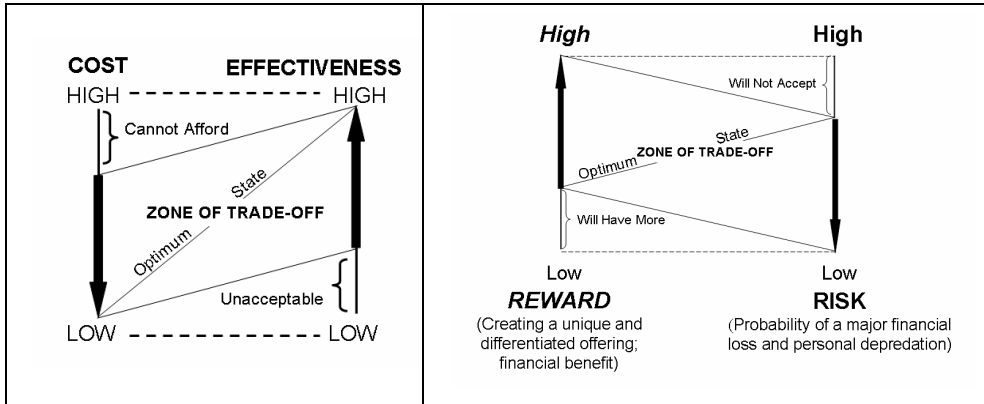 COST
EFFECTIVENESS
HIGH
HIGH
Cannot Afford
State
ZONE OF TRADE-OFF
Optimum
Unacceptable
LOW
LOW
High
High
Will Not Accept
State
ZONE OF TRADE-OFF
Optimum
Will Have More
Low
Low
REWARD
RISK
(Creating a unique and
differentiated offering;
financial benefit)
(Probability of a major financial
loss and personal depredation)